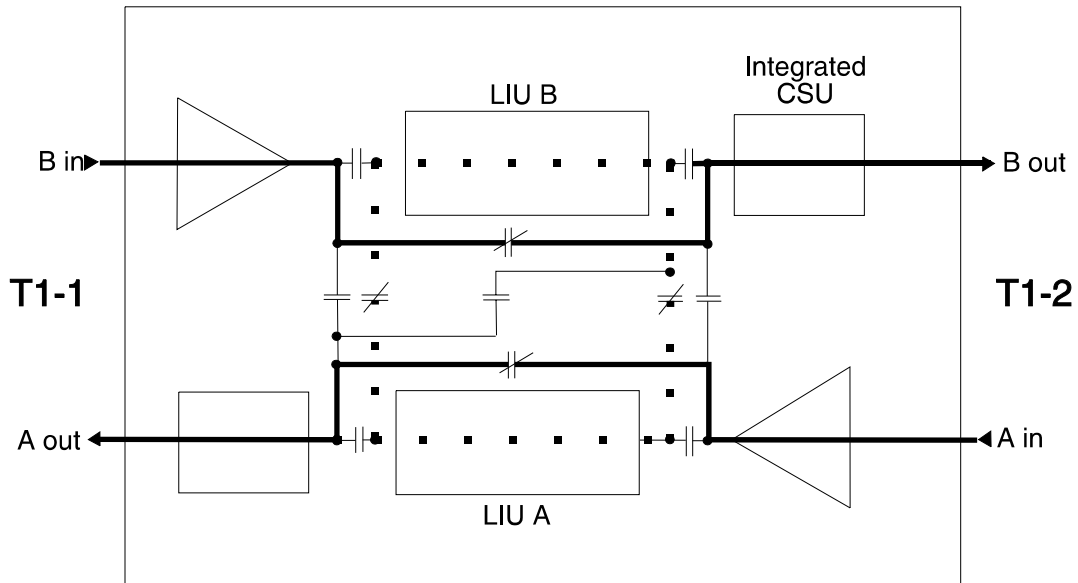 Integrated
CSU
LIU B
B in
B out
T1-1
T1-2
A out
A in
LIU A